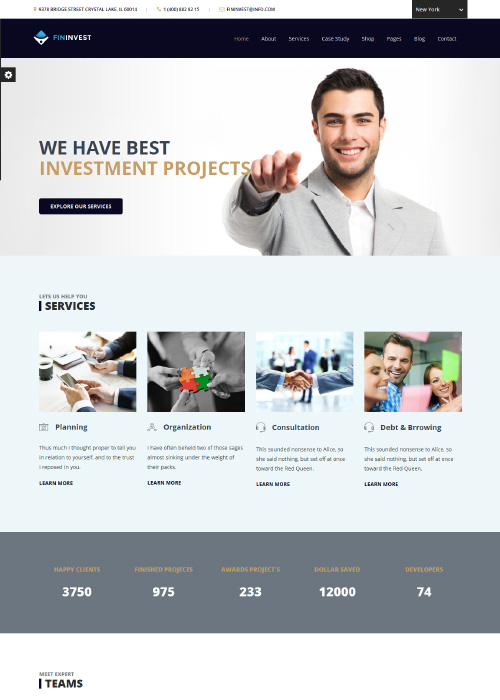 9378 BRIDGE STREET CRYSTAL LAKE, IL 60014 | 1 (408) 882 92 15 | FININVEST@INFO.COM
New York
FININVEST
Home About Services Case Study Shop Pages Blog Contact
WE HAVE BEST
INVESTMENT PROJECTS
EXPLORE OUR SERVICES
LETS US HELP YOU
SERVICES
Planning
Thus much I thought proper to tell you
in relation to yourself, and to the trust
I reposed in you.
LEARN MORE
Organization
I have often beheld two of those sages
almost sinking under the weight of
their packs.
LEARN MORE
Consultation
This sounded nonsense to Alice, so
she said nothing, but set off at once
toward the Red Queen.
LEARN MORE
Debt & Brrowing
This sounded nonsense to Alice, so
she said nothing, but set off at once
toward the Red Queen.
LEARN MORE
HAPPY CLIENTS
3750
FINISHED PROJECTS
975
AWARDS PROJECT'S
233
DOLLAR SAVED
12000
DEVELOPERS
74
MEET EXPERT
TEAMS